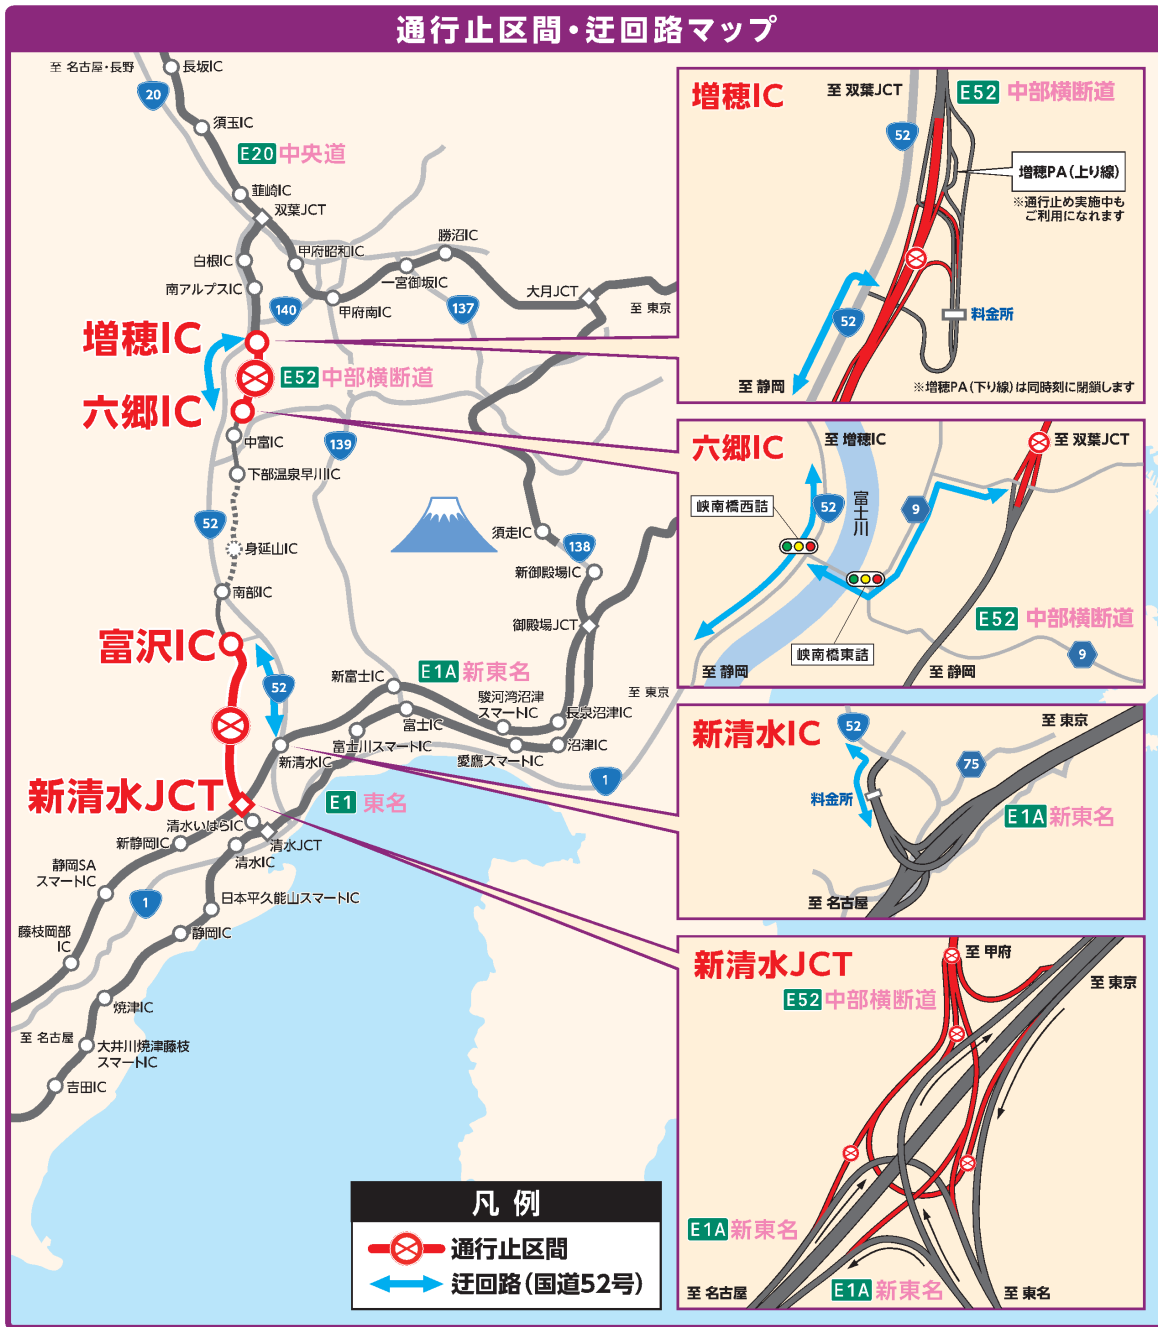 通行止区間・迂回路マップ
至 名古屋・長野
長坂IC
20
須玉IC
E20 中央道
韮崎IC
双葉JCT
白根IC
甲府昭和IC
勝沼IC
一宮御坂IC
南アルプスIC
大月JCT
140
甲府南IC
137
至 東京
増穂IC
E52 中部横断道
六郷IC
中富IC
139
下部温泉早川IC
52
身延山IC
須走IC
138
新御殿場IC
南部IC
御殿場JCT
富沢IC
52
新富士IC
E1A 新東名
至 東京
駿河湾沼津
スマートIC
長泉沼津IC
富士IC
富士川スマートIC
沼津IC
愛鷹スマートIC
新清水IC
1
新清水JCT
E1 東名
清水いはらIC
新静岡IC
清水JCT
清水IC
静岡SA
スマートIC
1
日本平久能山スマートIC
藤枝岡部
IC
静岡IC
焼津IC
至 名古屋
大井川焼津藤枝
スマートIC
吉田IC
凡 例
通行止区間
迂回路（国道52号）
増穂IC
至 双葉JCT
E52 中部横断道
52
増穂PA（上り線）
※通行止め実施中も
ご利用になれます
52
料金所
至 静岡
※増穂PA（下り線）は同時刻に閉鎖します
六郷IC
至 増穂IC
至 双葉JCT
峡南橋西詰
52
富士川
9
峡南橋東詰
E52 中部横断道
9
至 静岡
至 静岡
新清水IC
52
至 東京
75
料金所
E1A 新東名
至 名古屋
新清水JCT
至 甲府
E52 中部横断道
至 東京
E1A 新東名
至 名古屋
E1A 新東名
至 東名